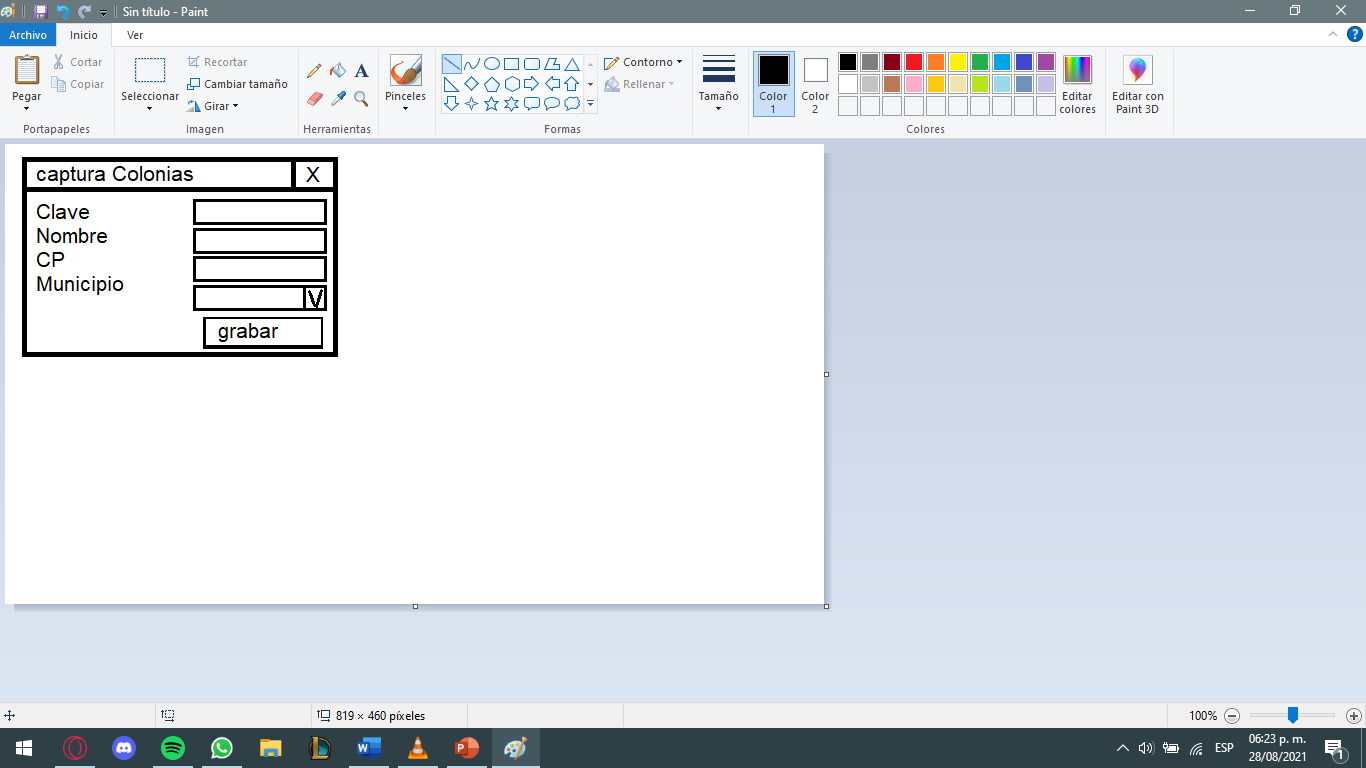 Sin título - Paint
Archivo Inicio Ver
Pegar
Cortar
Copiar
Portapapeles
Seleccionar
Recortar
Cambiar tamaño
Girar
Imagen
A
Herramientas
Pinceles
Contorno
Rellenar
Formas
Tamaño
Color 1
Color 2
Editar colores
Colores
Editar con Paint 3D
captura Colonias X
Clave
Nombre
CP
Municipio V
grabar
819 × 460 píxeles 100%
ESP 06:23 p. m.
28/08/2021 1